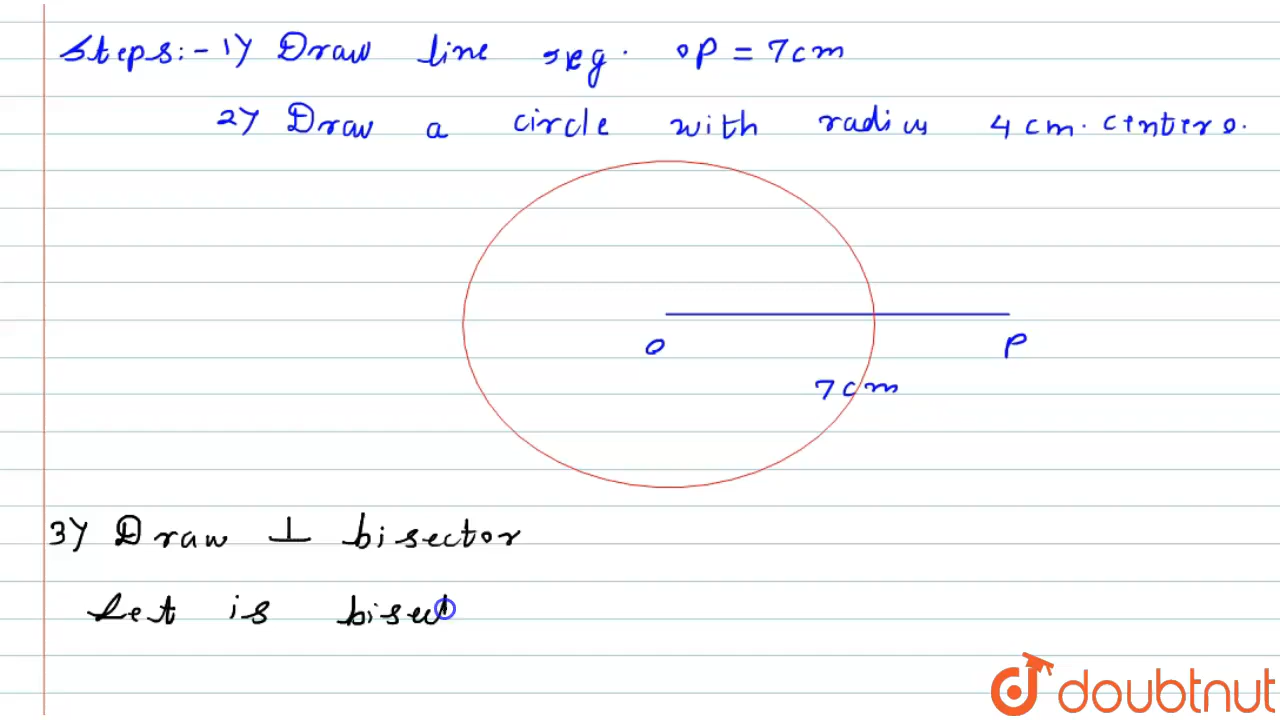 Steps:- 1) Draw line seg. OP = 7cm
2) Draw a circle with radius 4cm. center O.
O P
7cm
3) Draw ⊥ bisector
Let is bisect
doubtnut